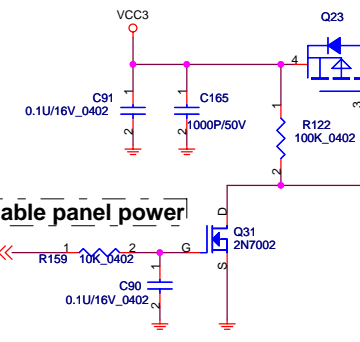 Q23
VCC3
4
1
1
1
C91
C165
0.1U/16V_0402
1000P/50V
R122
100K_0402
3
2
2
2
able panel power
D
Q31
2N7002
G
S
1
2
R159
10K_0402
1
C90
0.1U/16V_0402
2